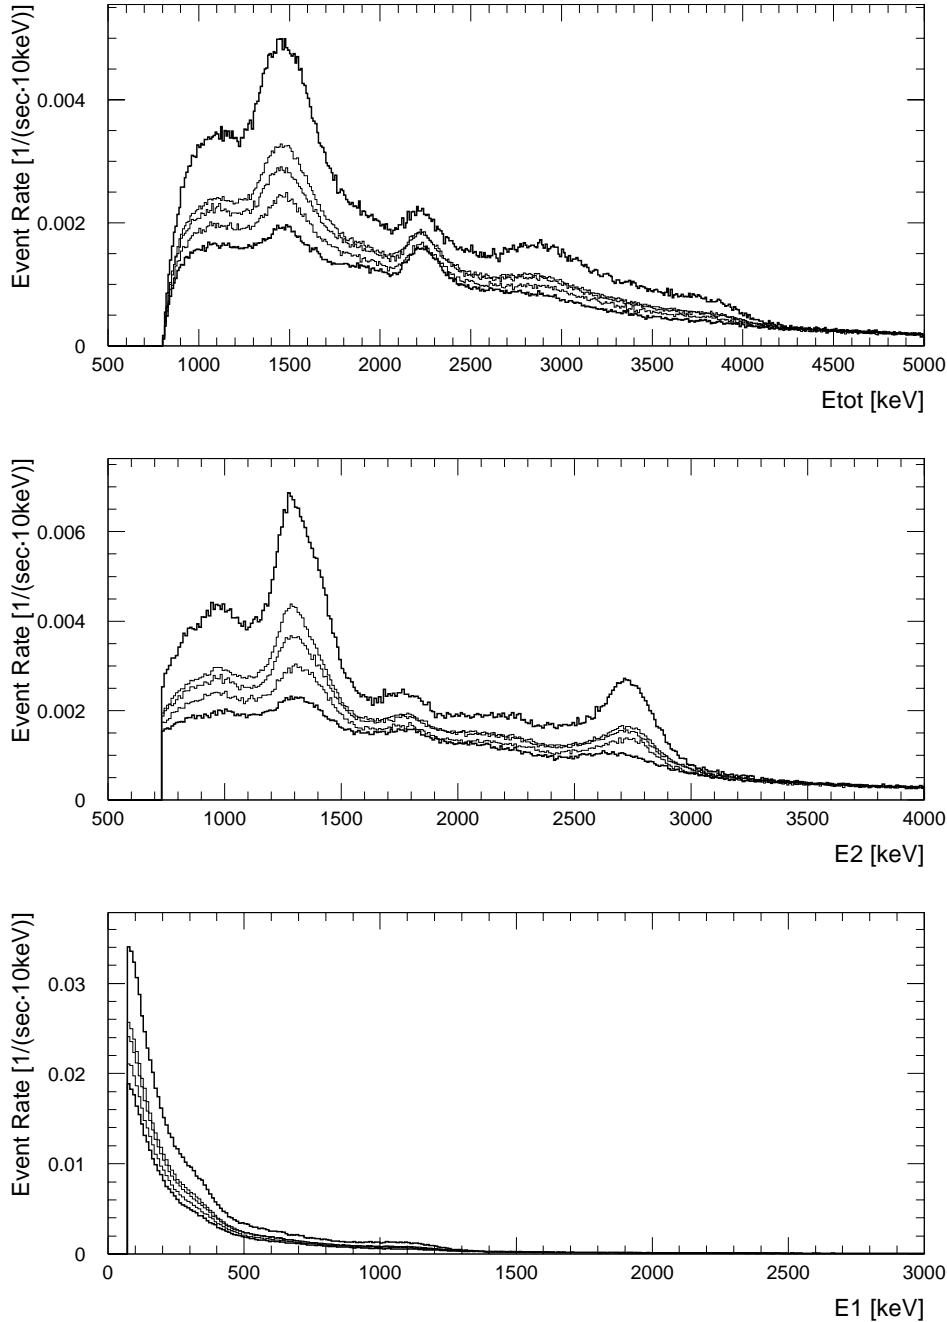 Event Rate [1/(sec·10keV)]
0.004
0.002
0
500 1000 1500 2000 2500 3000 3500 4000 4500 5000
Etot [keV]
Event Rate [1/(sec·10keV)]
0.006
0.004
0.002
0
500 1000 1500 2000 2500 3000 3500 4000
E2 [keV]
Event Rate [1/(sec·10keV)]
0.03
0.02
0.01
0
0 500 1000 1500 2000 2500 3000
E1 [keV]